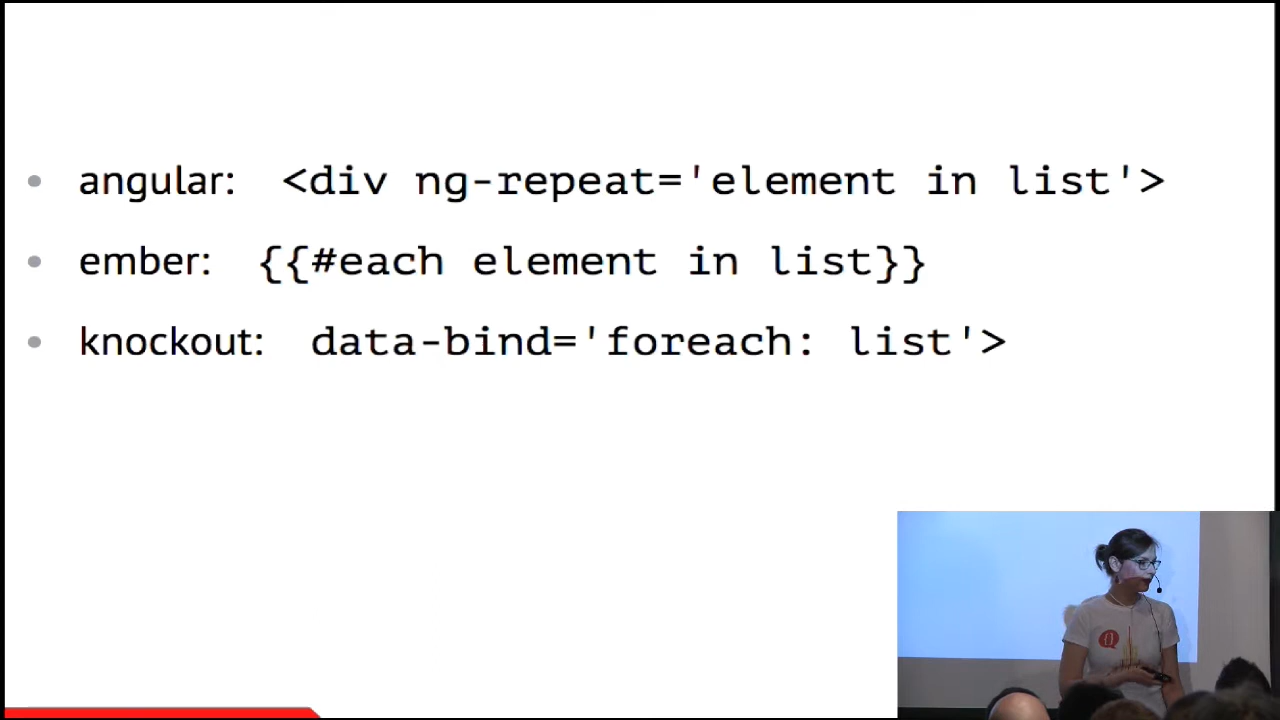 angular: <div ng-repeat='element in list'>
ember: {{#each element in list}}
knockout: data-bind='foreach: list'>